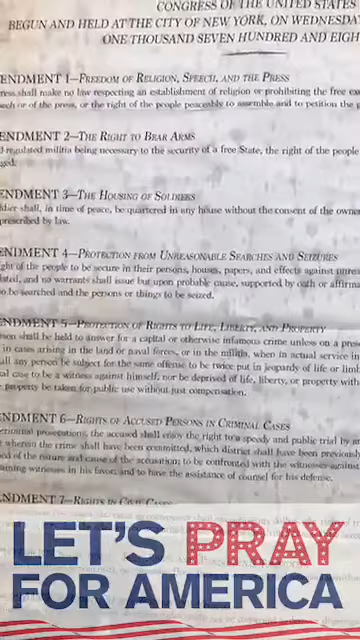 CONGRESS OF THE UNITED STATES
BEGUN AND HELD AT THE CITY OF NEW YORK, ON WEDNESDA
ONE THOUSAND SEVEN HUNDRED AND EIGH
ENDMENT 1–FREEDOM OF RELIGION, SPEECH, AND THE PRESS
ress shall make no law respecting an establishment of religion or prohibiting the free exe
eech or of the press, or the right of the people peaceably to assemble and to petition the g
ENDMENT 2–THE RIGHT TO BEAR ARMS
l regulated militia being necessary to the security of a free State, the right of the people
ged.
ENDMENT 3–THE HOUSING OF SOLDIERS
ldier shall, in time of peace, be quartered in any house without the consent of the owne
prescribed by law.
ENDMENT 4–PROTECTION FROM UNREASONABLE SEARCHES AND SEIZURES
ight of the people to be secure in their persons, houses, papers, and effects against unreas
lated, and no warrants shall issue but upon probable cause, supported by oath or affirma
to be searched and the persons or things to be seized.
ENDMENT 5–PROTECTION OF RIGHTS TO LIFE, LIBERTY, AND PROPERTY
rson shall be held to answer for a capital or otherwise infamous crime unless on a prese
t in cases arising in the land or naval forces, or in the militia, when in actual service in
all any person be subject for the same offense to be twice put in jeopardy of life or limb
nal case to be a witness against himself, nor be deprived of life, liberty, or property with
e property be taken for public use without just compensation.
ENDMENT 6–RIGHTS OF ACCUSED PERSONS IN CRIMINAL CASES
criminal prosecutions, the accused shall enjoy the right to a speedy and public trial by an
t wherein the crime shall have been committed, which district shall have been previously
ed of the nature and cause of the accusation; to be confronted with the witnesses against
taining witnesses in his favor; and to have the assistance of counsel for his defense.
ENDMENT 7–RIGHTS IN CIVIL CASES
LET'S PRAY
FOR AMERICA